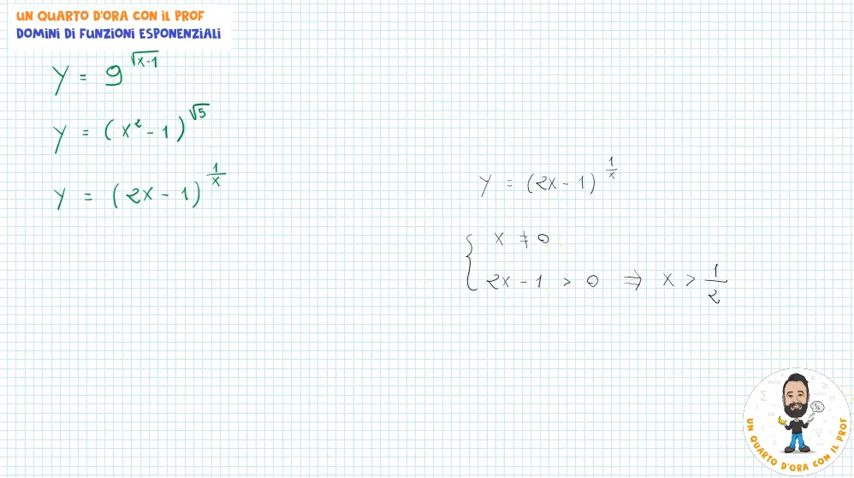 UN QUARTO D'ORA CON IL PROF
DOMINI DI FUNZIONI ESPONENZIALI
y = 9^√(x-1)
y = (x² - 1)^√5
y = (2x - 1)^(1/x)
y = (2x - 1)^(1/x)
{ x ≠ 0
2x - 1 > 0 ⇒ x > 1/2
UN QUARTO D'ORA CON IL PROF